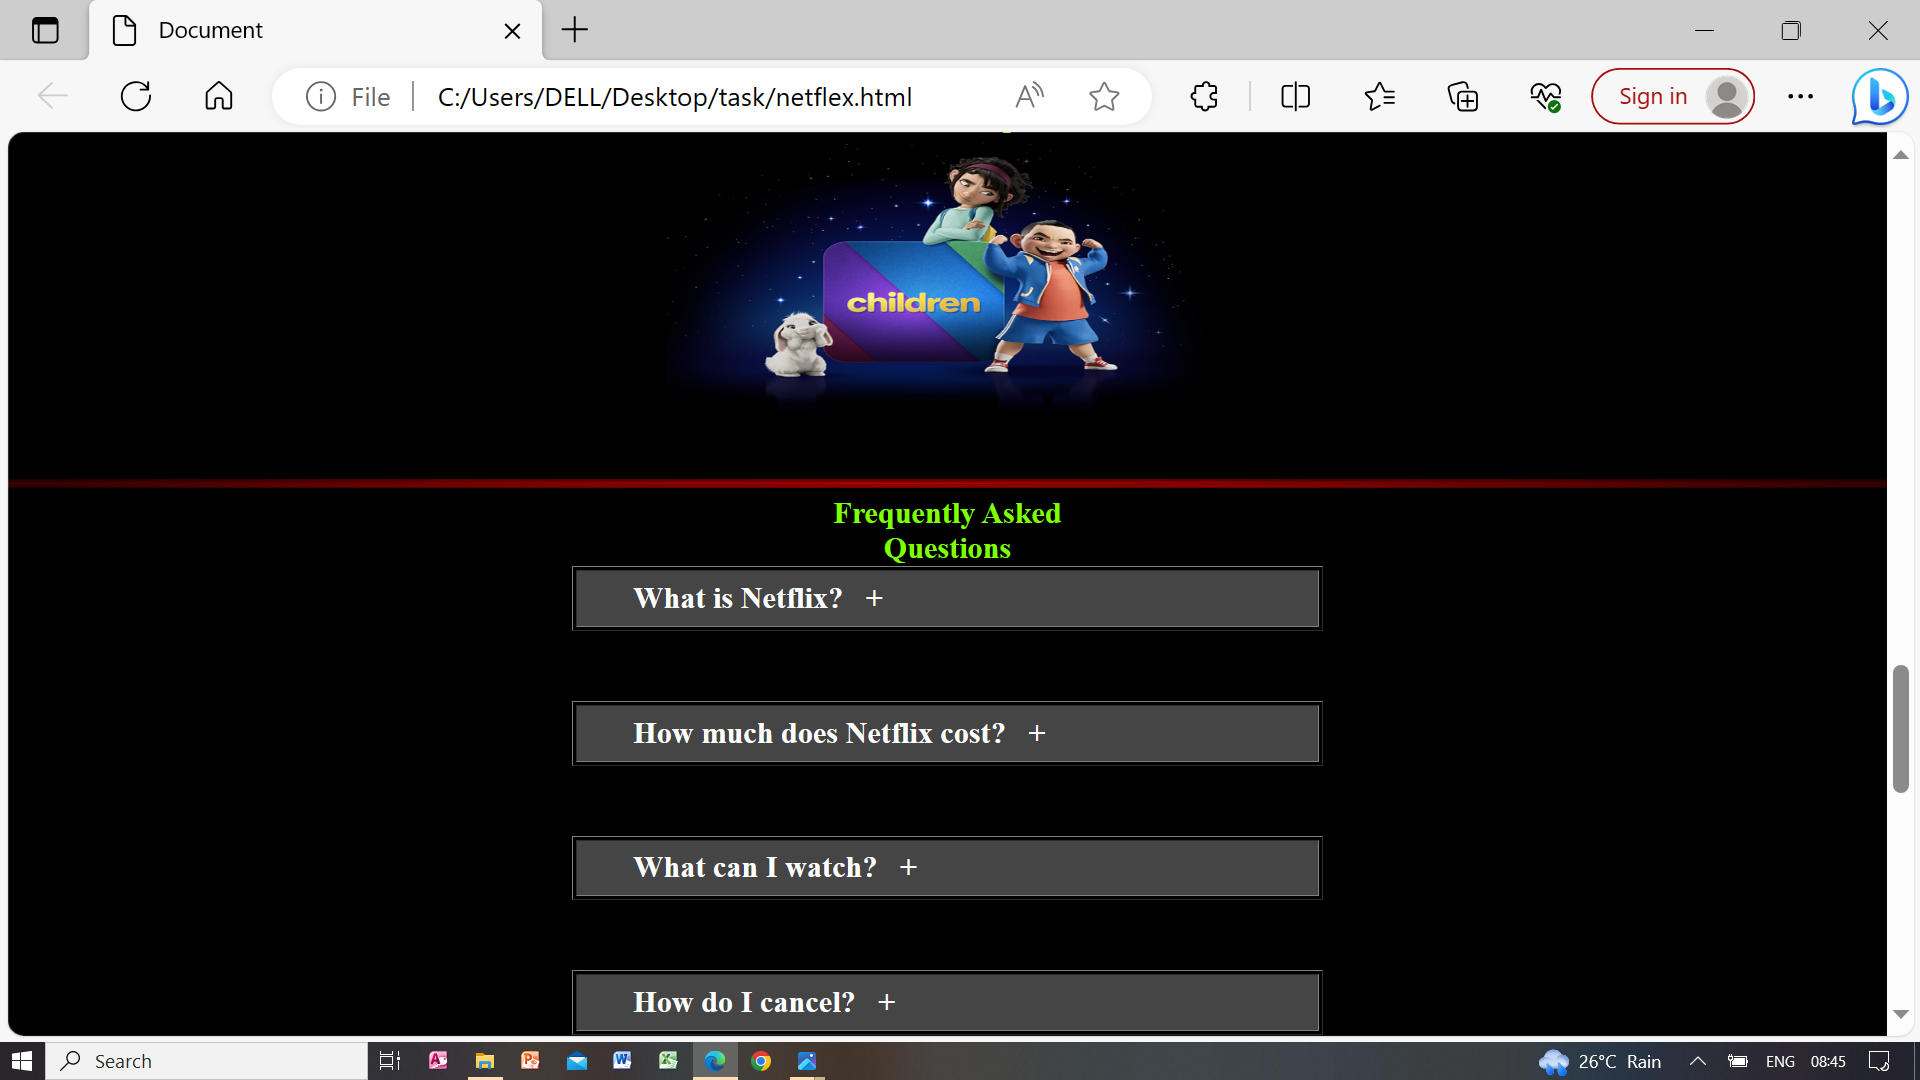 Document
File
C:/Users/DELL/Desktop/task/netflex.html
Sign in
children
Frequently Asked
Questions
What is Netflix? +
How much does Netflix cost? +
What can I watch? +
How do I cancel? +
Search
26°C Rain
ENG
08:45